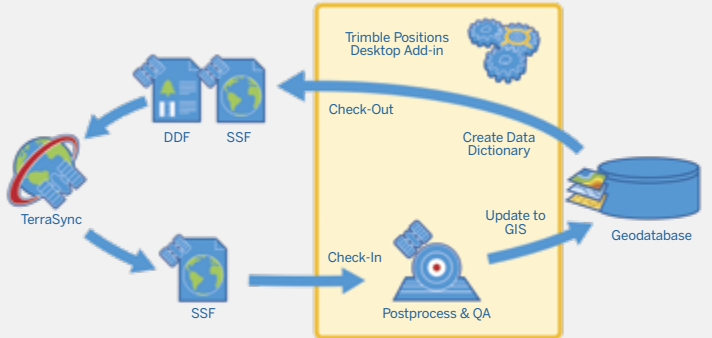 Trimble Positions
Desktop Add-in
Check-Out
DDF
SSF
Create Data
Dictionary
TerraSync
Update to
GIS
Geodatabase
Check-In
SSF
Postprocess & QA